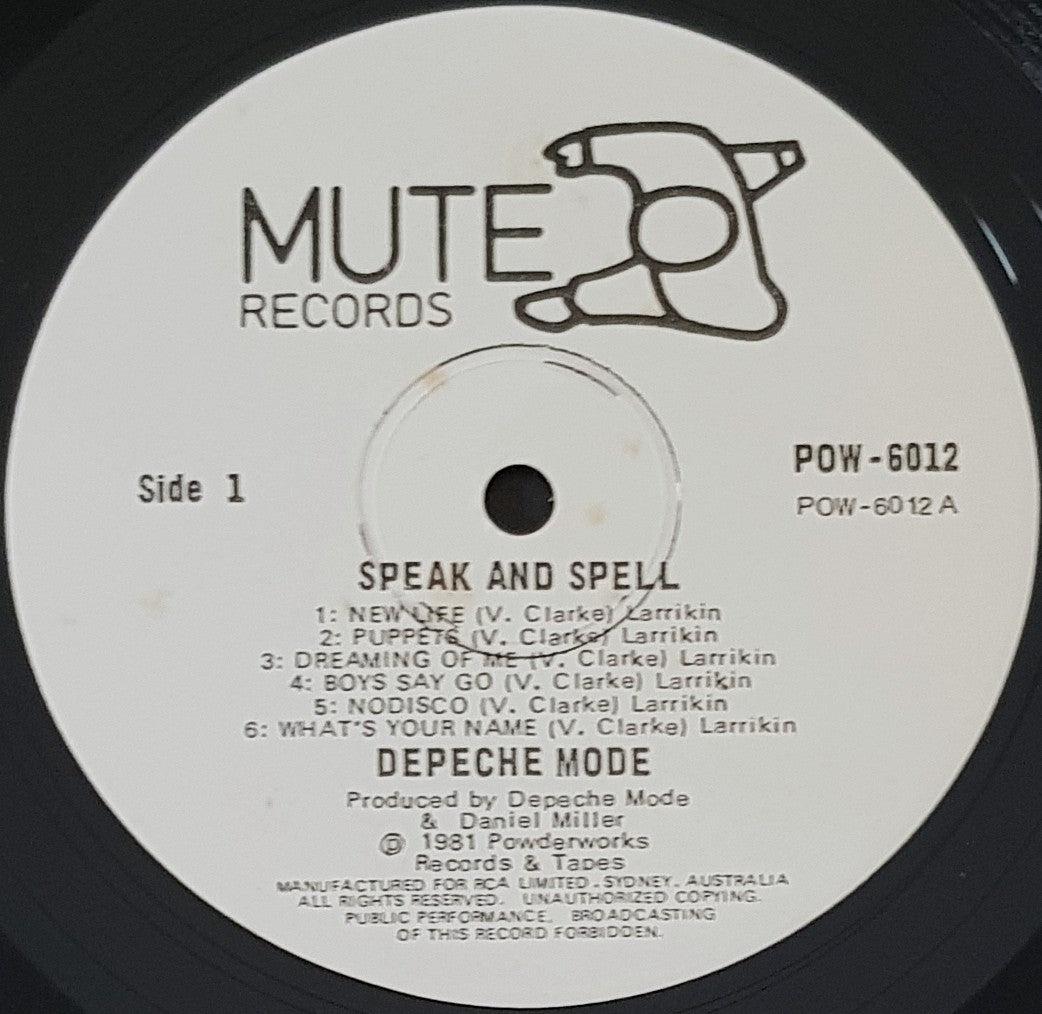 MUTE
RECORDS
Side 1
POW-6012
POW-6012 A
SPEAK AND SPELL
1: NEW LIFE (V. Clarke) Larrikin
2: PUPPETS (V. Clarke) Larrikin
3: DREAMING OF ME (V. Clarke) Larrikin
4: BOYS SAY GO (V. Clarke) Larrikin
5: NODISCO (V. Clarke) Larrikin
6: WHAT'S YOUR NAME (V. Clarke) Larrikin
DEPECHE MODE
Produced by Depeche Mode
& Daniel Miller
Ⓟ 1981 Powderworks
Records & Tapes
MANUFACTURED FOR RCA LIMITED. SYDNEY. AUSTRALIA
ALL RIGHTS RESERVED. UNAUTHORIZED COPYING.
PUBLIC PERFORMANCE. BROADCASTING
OF THIS RECORD FORBIDDEN.